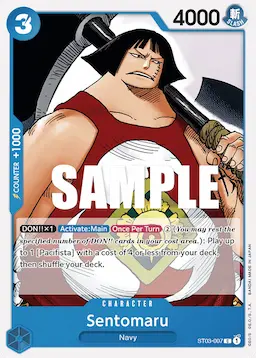 3
4000
斬
SLASH
COUNTER +1000
SAMPLE
DON!!×1 Activate:Main Once Per Turn ② (You may rest the
specified number of DON!! cards in your cost area.): Play up
to 1 [Pacifista] with a cost of 4 or less from your deck,
then shuffle your deck.
CHARACTER
Sentomaru
Navy
ST03-007 C
1